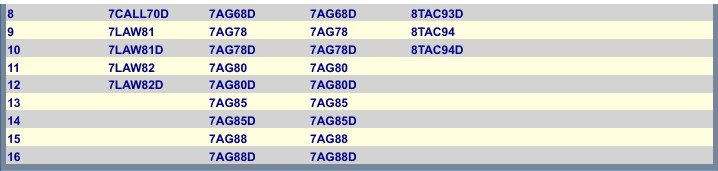 8 7CALL70D 7AG68D 7AG68D 8TAC93D
9 7LAW81 7AG78 7AG78 8TAC94
10 7LAW81D 7AG78D 7AG78D 8TAC94D
11 7LAW82 7AG80 7AG80
12 7LAW82D 7AG80D 7AG80D
13 7AG85 7AG85
14 7AG85D 7AG85D
15 7AG88 7AG88
16 7AG88D 7AG88D